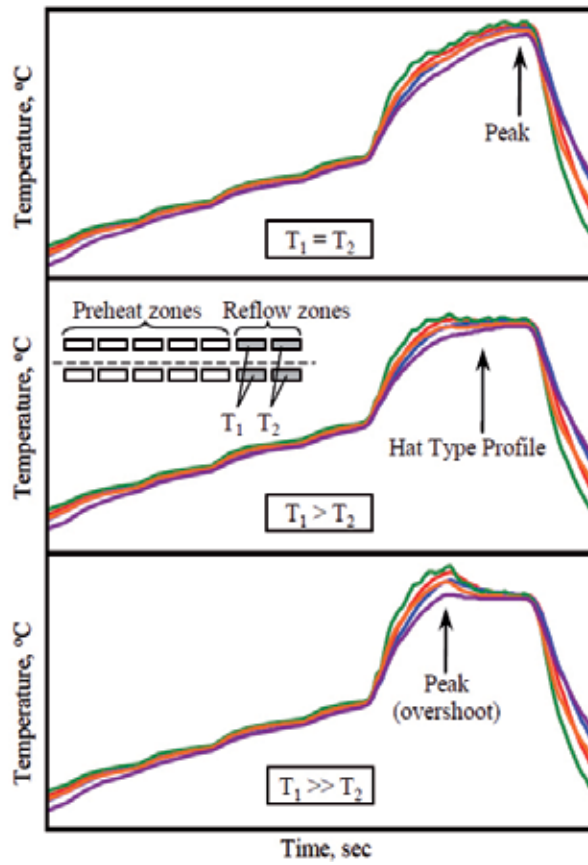 Temperature, ºC
Peak
T₁ = T₂
Temperature, ºC
Preheat zones
Reflow zones
T₁
T₂
Hat Type Profile
T₁ > T₂
Temperature, ºC
Peak
(overshoot)
T₁ >> T₂
Time, sec